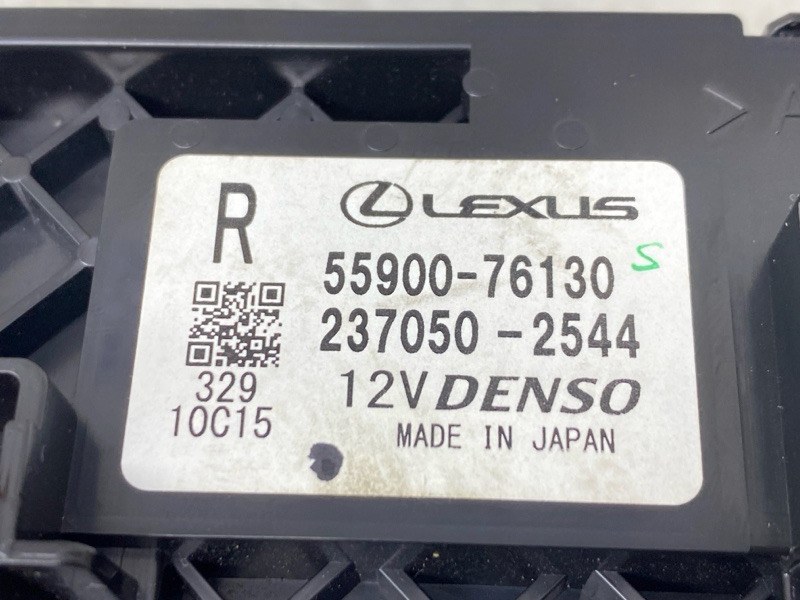 R
LEXUS
55900-76130 S
237050-2544
329
10C15
12V DENSO
MADE IN JAPAN